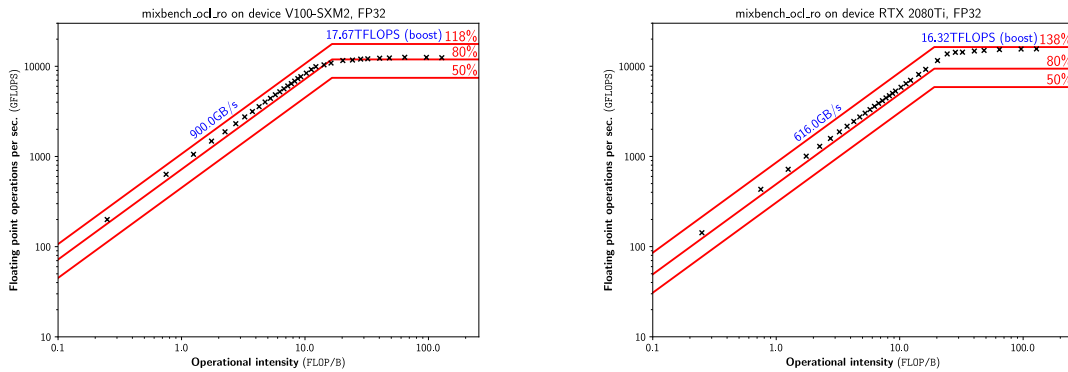 mixbench_ocl_ro on device V100-SXM2, FP32
17.67TFLOPS (boost) 118%
80%
50%
900.0GB/s
10000
1000
100
10
Floating point operations per sec. (GFLOPS)
0.1 1.0 10.0 100.0
Operational intensity (FLOP/B)
mixbench_ocl_ro on device RTX 2080Ti, FP32
16.32TFLOPS (boost) 138%
80%
50%
616.0GB/s
10000
1000
100
10
Floating point operations per sec. (GFLOPS)
0.1 1.0 10.0 100.0
Operational intensity (FLOP/B)